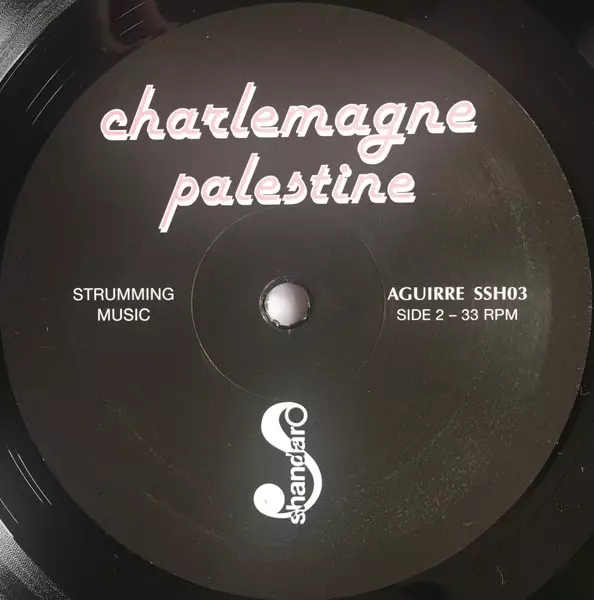 charlemagne
palestine
STRUMMING
MUSIC
AGUIRRE SSH03
SIDE 2 – 33 RPM
shandar